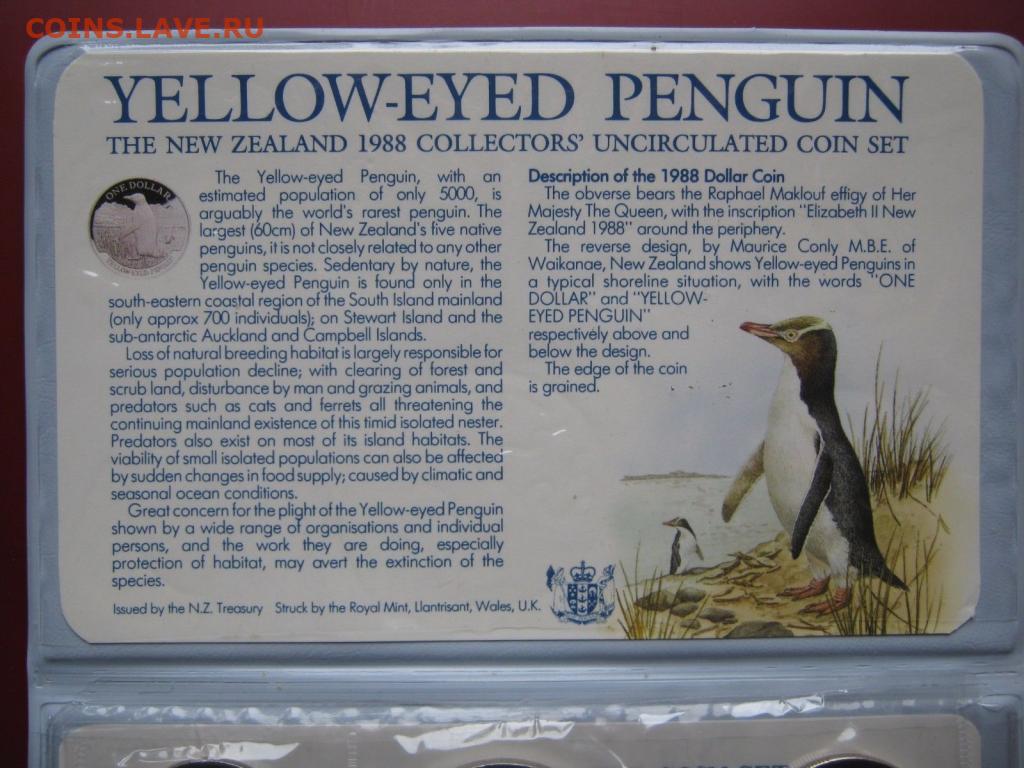 COINS.LAVE.RU
YELLOW-EYED PENGUIN
THE NEW ZEALAND 1988 COLLECTORS' UNCIRCULATED COIN SET
ONE DOLLAR
YELLOW-EYED PENGUIN
The Yellow-eyed Penguin, with an
estimated population of only 5000, is
arguably the world's rarest penguin. The
largest (60cm) of New Zealand's five native
penguins, it is not closely related to any other
penguin species. Sedentary by nature, the
Yellow-eyed Penguin is found only in the
south-eastern coastal region of the South Island mainland
(only approx 700 individuals); on Stewart Island and the
sub-antarctic Auckland and Campbell Islands.
Loss of natural breeding habitat is largely responsible for
serious population decline; with clearing of forest and
scrub land, disturbance by man and grazing animals, and
predators such as cats and ferrets all threatening the
continuing mainland existence of this timid isolated nester.
Predators also exist on most of its island habitats. The
viability of small isolated populations can also be affected
by sudden changes in food supply; caused by climatic and
seasonal ocean conditions.
Great concern for the plight of the Yellow-eyed Penguin
shown by a wide range of organisations and individual
persons, and the work they are doing, especially
protection of habitat, may avert the extinction of the
species.
Issued by the N.Z. Treasury Struck by the Royal Mint, Llantrisant, Wales, U.K.
Description of the 1988 Dollar Coin
The obverse bears the Raphael Maklouf effigy of Her
Majesty The Queen, with the inscription "Elizabeth II New
Zealand 1988" around the periphery.
The reverse design, by Maurice Conly M.B.E. of
Waikanae, New Zealand shows Yellow-eyed Penguins in
a typical shoreline situation, with the words "ONE
DOLLAR" and "YELLOW-
EYED PENGUIN"
respectively above and
below the design.
The edge of the coin
is grained.